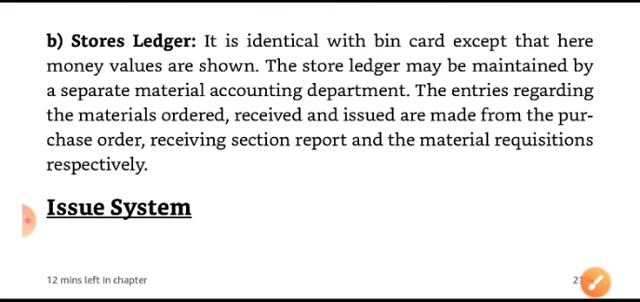 b) Stores Ledger: It is identical with bin card except that here
money values are shown. The store ledger may be maintained by
a separate material accounting department. The entries regarding
the materials ordered, received and issued are made from the pur-
chase order, receiving section report and the material requisitions
respectively.
Issue System
12 mins left in chapter